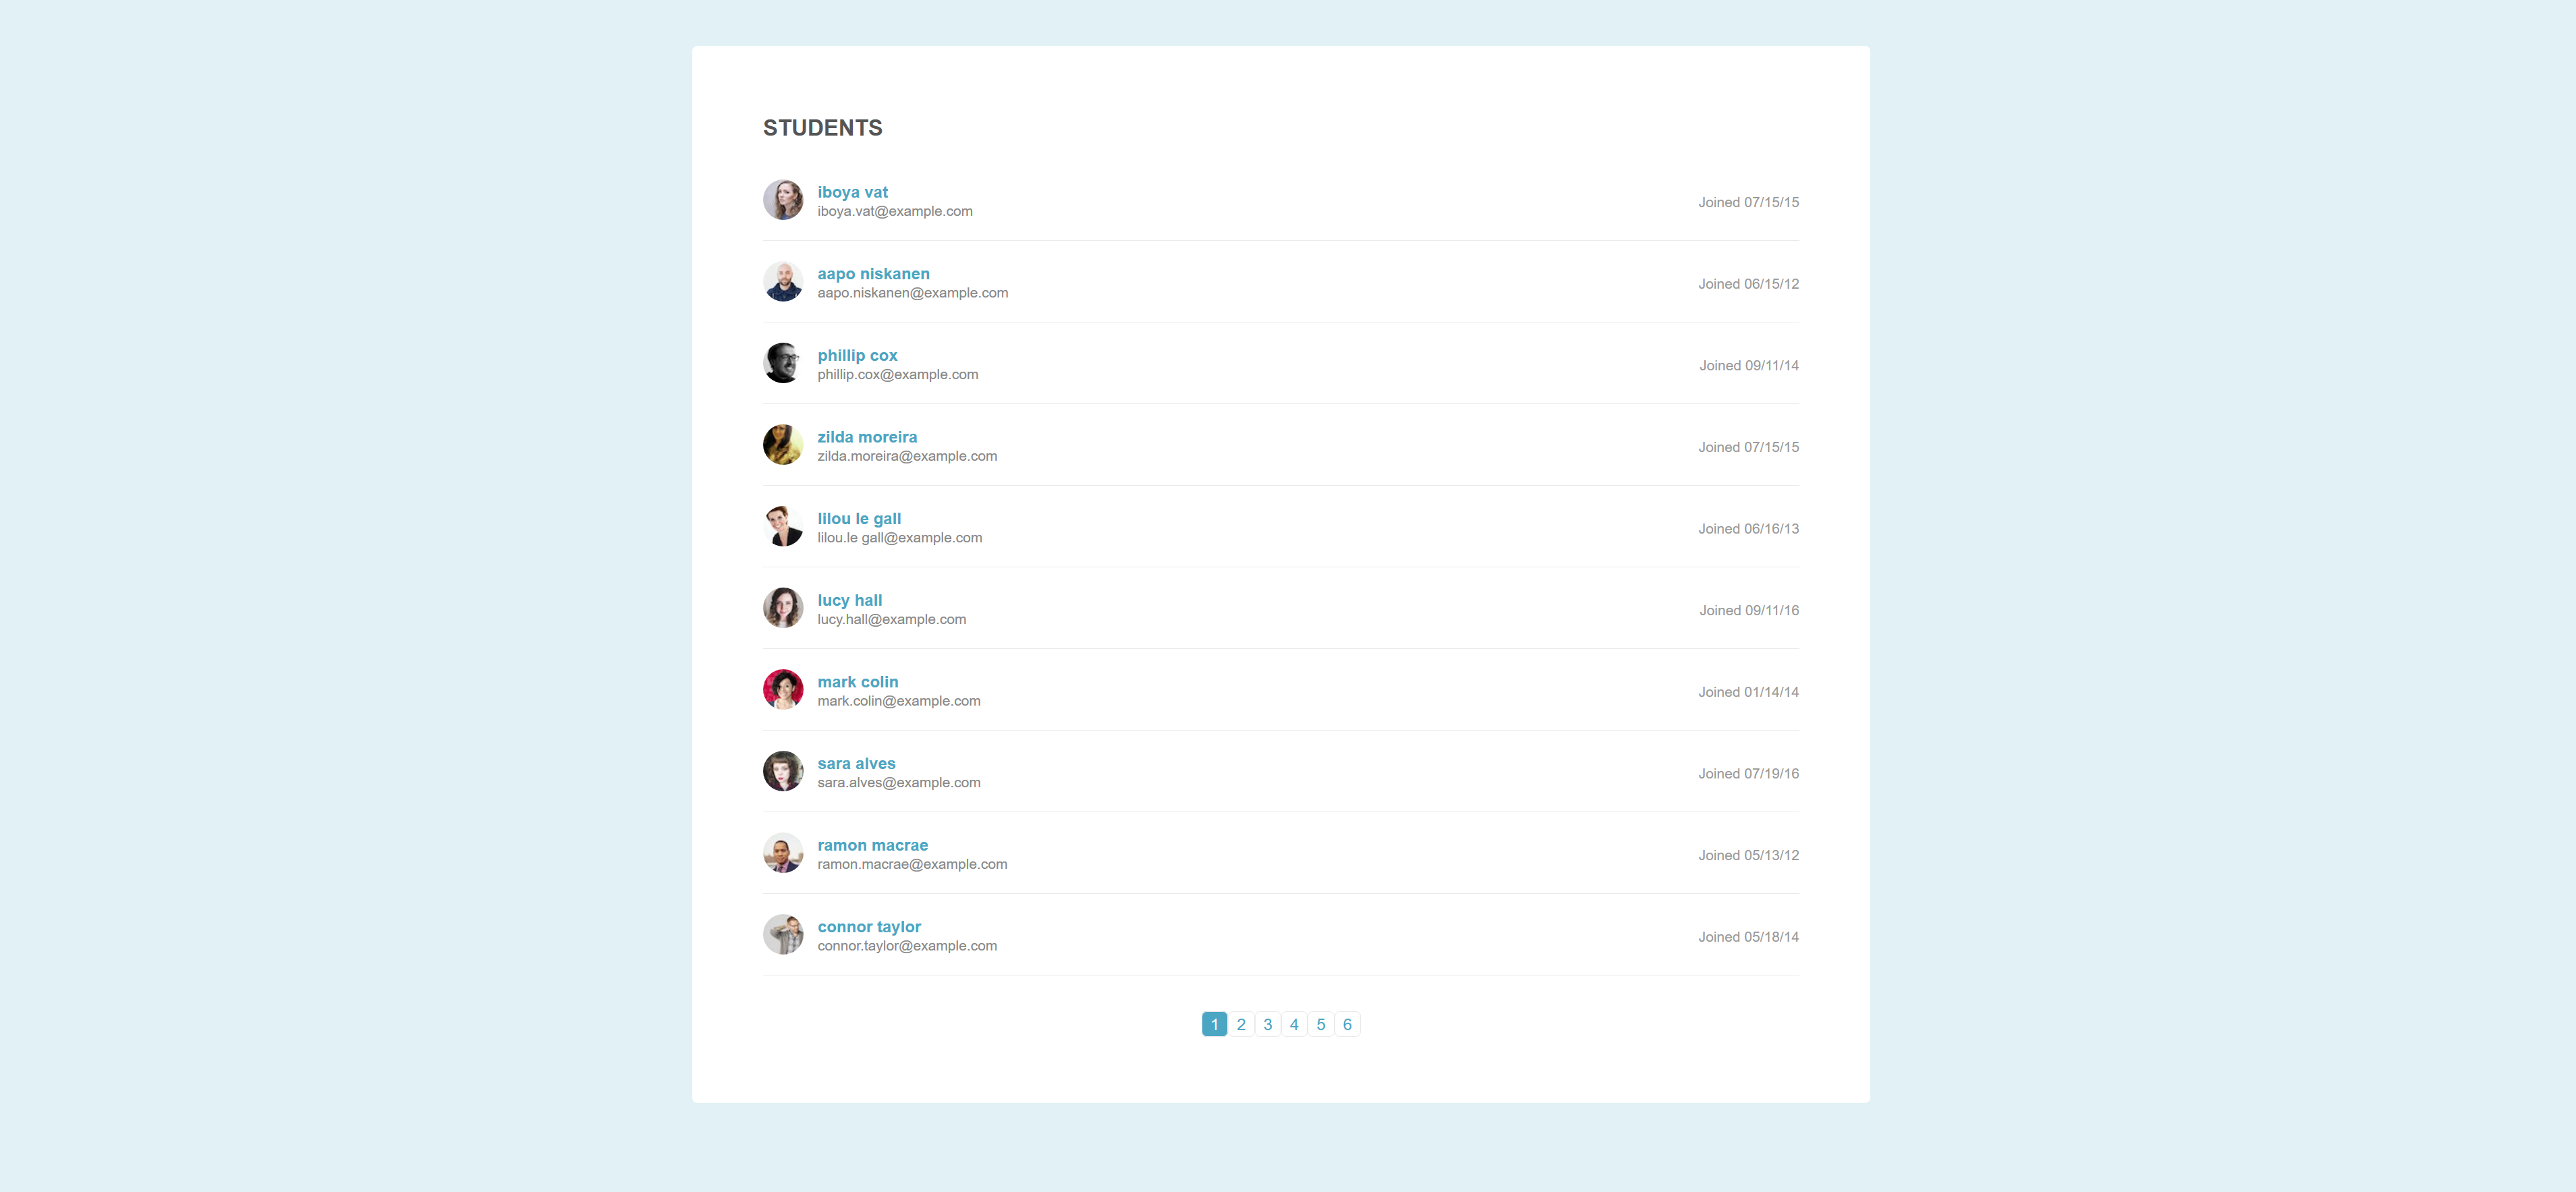 STUDENTS
iboya vat
iboya.vat@example.com
Joined 07/15/15
aapo niskanen
aapo.niskanen@example.com
Joined 06/15/12
phillip cox
phillip.cox@example.com
Joined 09/11/14
zilda moreira
zilda.moreira@example.com
Joined 07/15/15
lilou le gall
lilou.le gall@example.com
Joined 06/16/13
lucy hall
lucy.hall@example.com
Joined 09/11/16
mark colin
mark.colin@example.com
Joined 01/14/14
sara alves
sara.alves@example.com
Joined 07/19/16
ramon macrae
ramon.macrae@example.com
Joined 05/13/12
connor taylor
connor.taylor@example.com
Joined 05/18/14
1 2 3 4 5 6